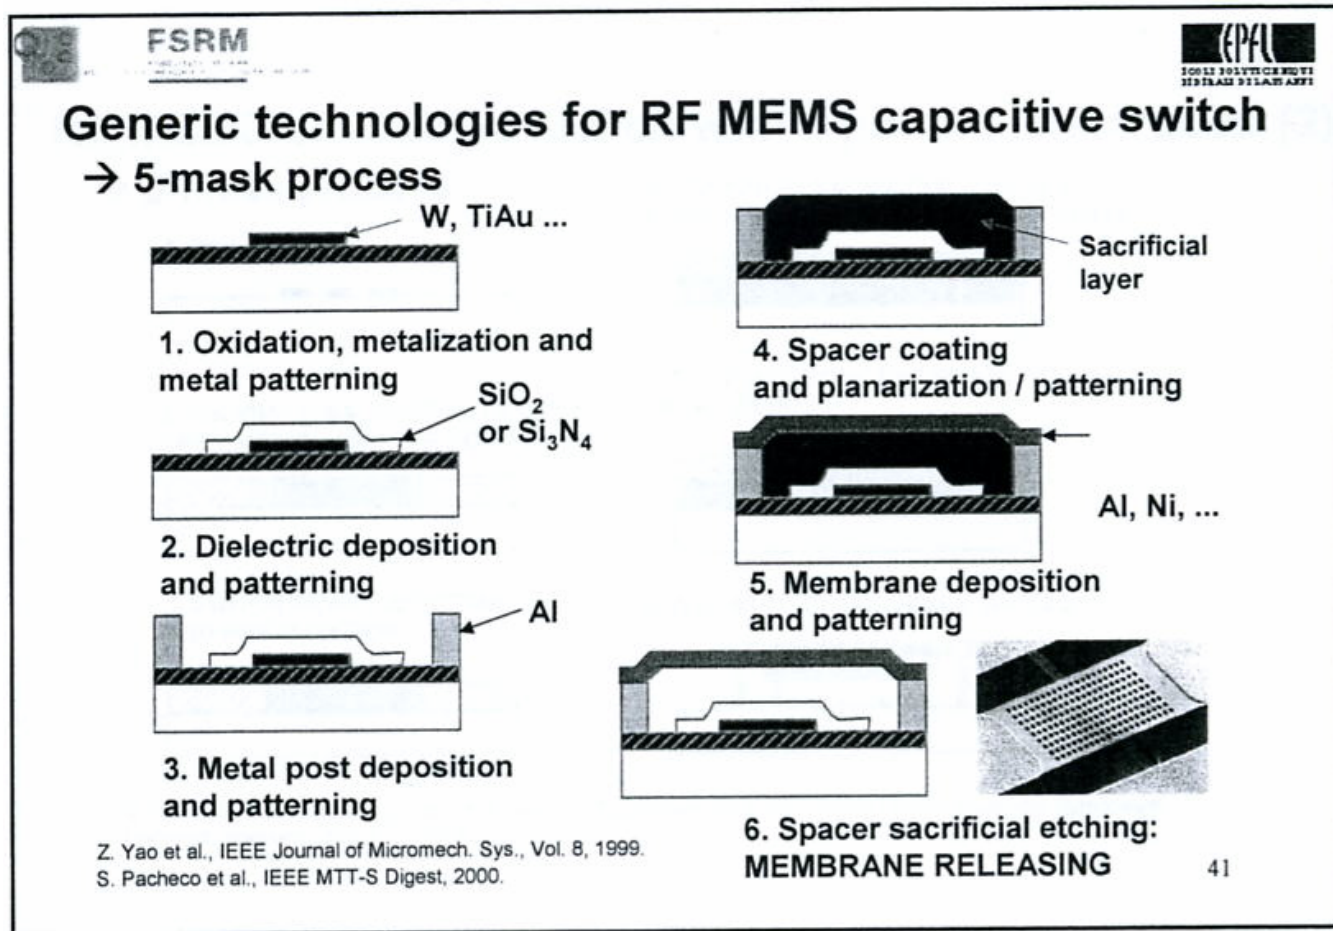 FSRM
EPFL
Generic technologies for RF MEMS capacitive switch
→ 5-mask process
W, TiAu ...
1. Oxidation, metalization and
metal patterning
SiO₂
or Si₃N₄
2. Dielectric deposition
and patterning
Al
3. Metal post deposition
and patterning
Sacrificial
layer
4. Spacer coating
and planarization / patterning
Al, Ni, ...
5. Membrane deposition
and patterning
6. Spacer sacrificial etching:
MEMBRANE RELEASING
Z. Yao et al., IEEE Journal of Micromech. Sys., Vol. 8, 1999.
S. Pacheco et al., IEEE MTT-S Digest, 2000.
41